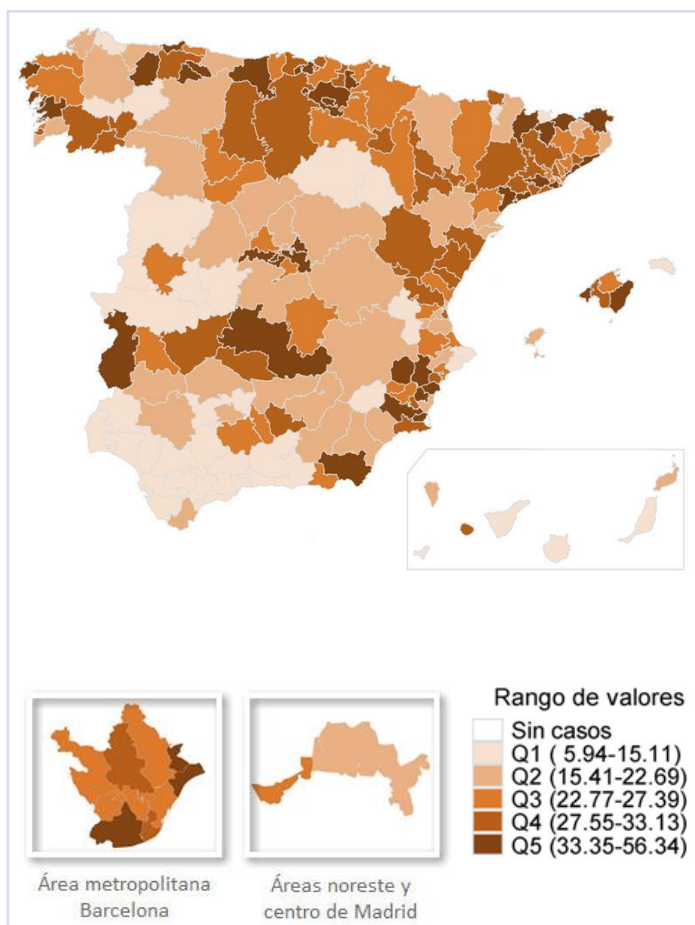 Rango de valores
Sin casos
Q1 ( 5.94-15.11)
Q2 (15.41-22.69)
Q3 (22.77-27.39)
Q4 (27.55-33.13)
Q5 (33.35-56.34)
Área metropolitana
Barcelona
Áreas noreste y
centro de Madrid